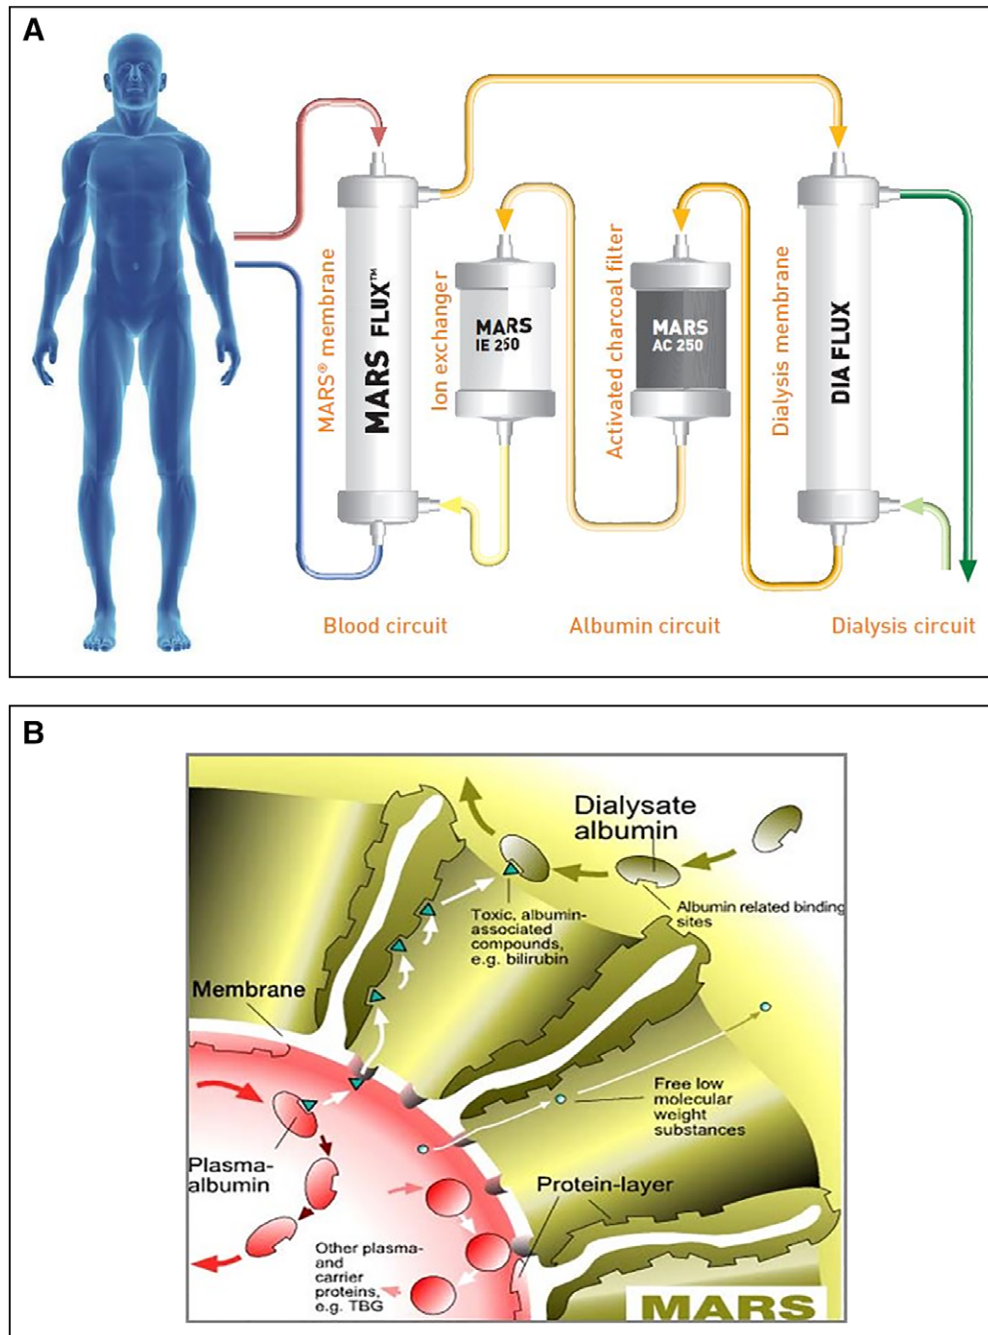 A
MARS® membrane
MARS FLUX™
Ion exchanger
MARS
IE 250
Activated charcoal filter
MARS
AC 250
Dialysis membrane
DIA FLUX
Blood circuit
Albumin circuit
Dialysis circuit
B
Dialysate
albumin
Albumin related binding
sites
Toxic, albumin-
associated
compounds,
e.g. bilirubin
Membrane
Free low
molecular
weight
substances
Plasma-
albumin
Protein-layer
Other plasma-
and
carrier
proteins,
e.g. TBG
MARS